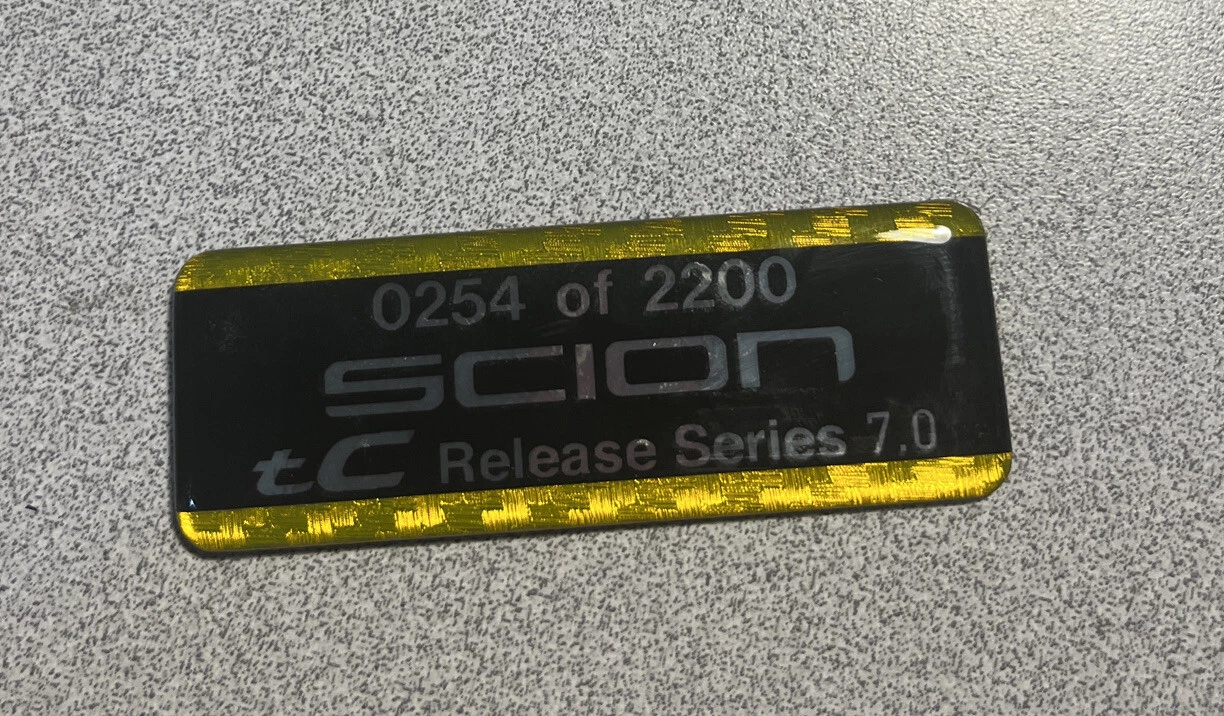 0254 of 2200
scion
tC Release Series 7.0